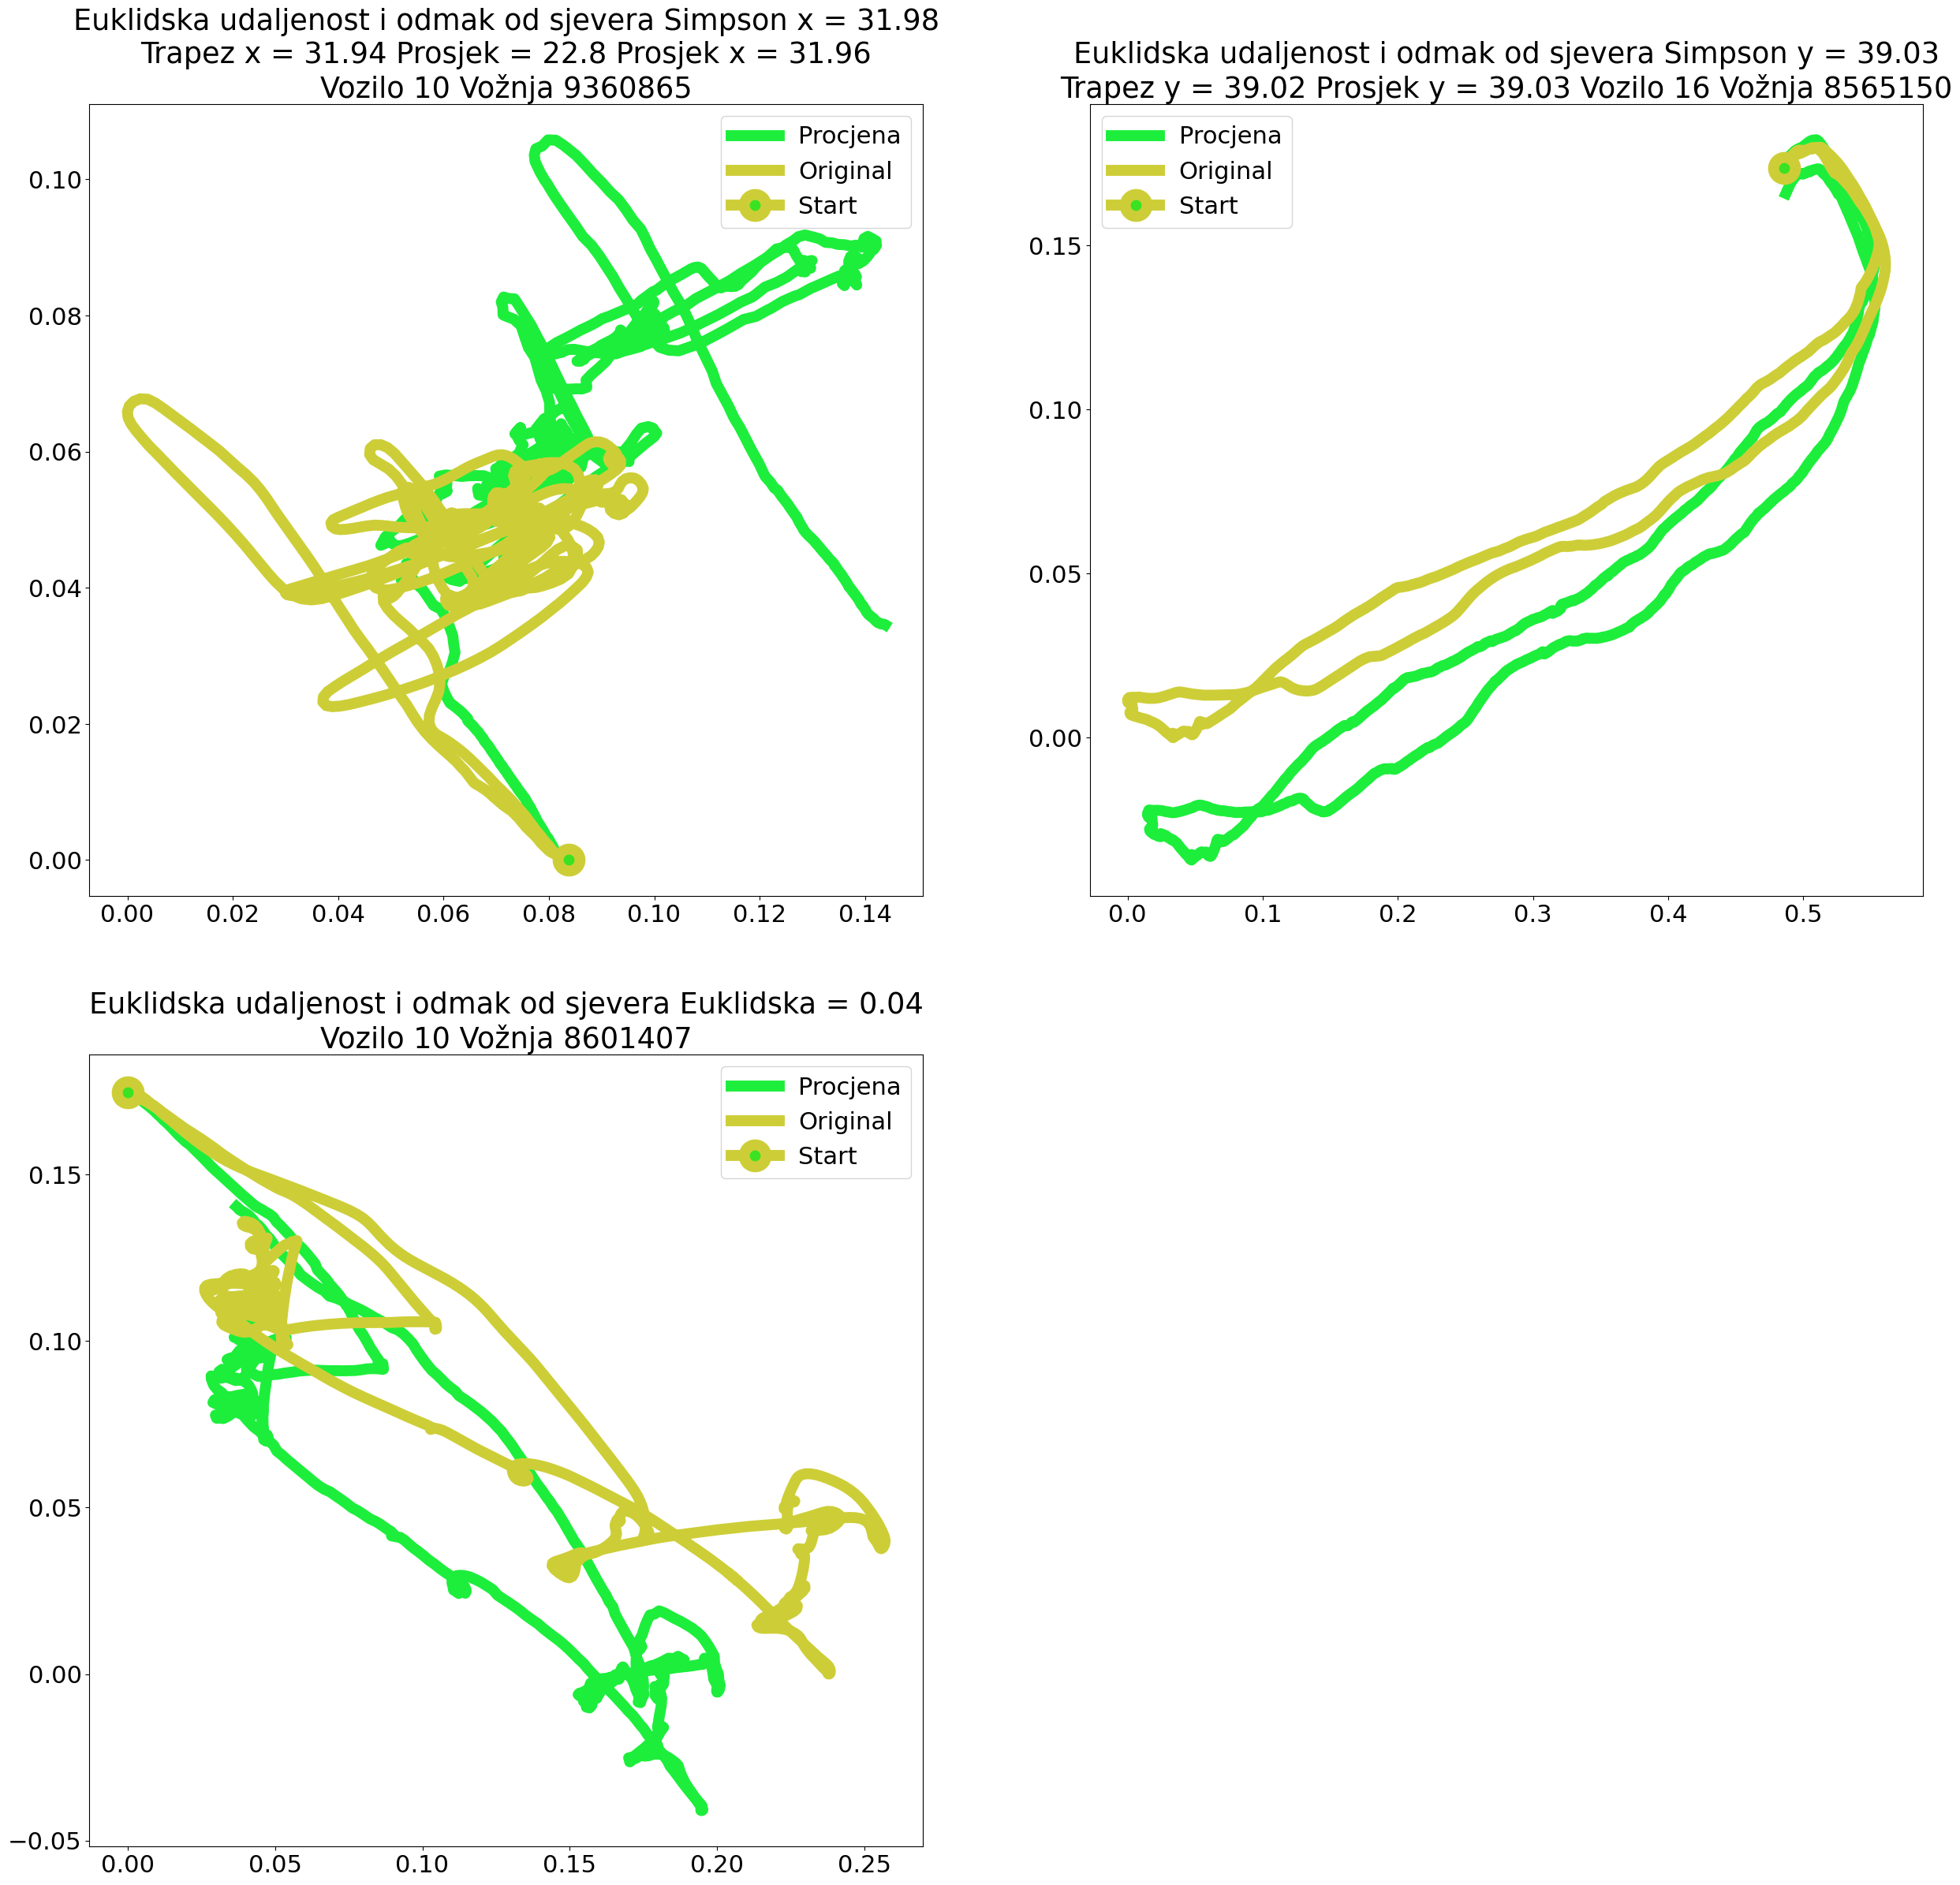 Euklidska udaljenost i odmak od sjevera Simpson x = 31.98
Trapez x = 31.94 Prosjek = 22.8 Prosjek x = 31.96
Vozilo 10 Vožnja 9360865
Procjena
Original
Start
0.10
0.08
0.06
0.04
0.02
0.00
0.00 0.02 0.04 0.06 0.08 0.10 0.12 0.14
Euklidska udaljenost i odmak od sjevera Simpson y = 39.03
Trapez y = 39.02 Prosjek y = 39.03 Vozilo 16 Vožnja 8565150
Procjena
Original
Start
0.15
0.10
0.05
0.00
0.0 0.1 0.2 0.3 0.4 0.5
Euklidska udaljenost i odmak od sjevera Euklidska = 0.04
Vozilo 10 Vožnja 8601407
Procjena
Original
Start
0.15
0.10
0.05
0.00
−0.05
0.00 0.05 0.10 0.15 0.20 0.25